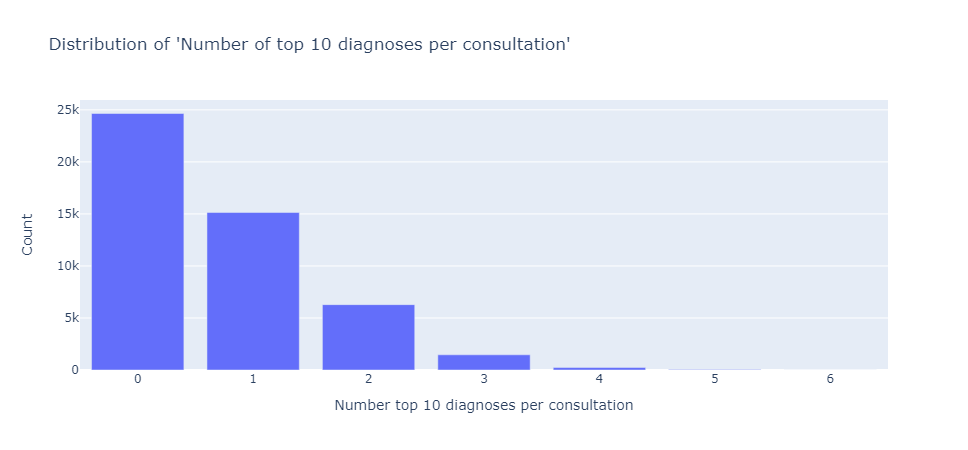 Distribution of 'Number of top 10 diagnoses per consultation'
25k
20k
15k
10k
5k
0
Count
0 1 2 3 4 5 6
Number top 10 diagnoses per consultation